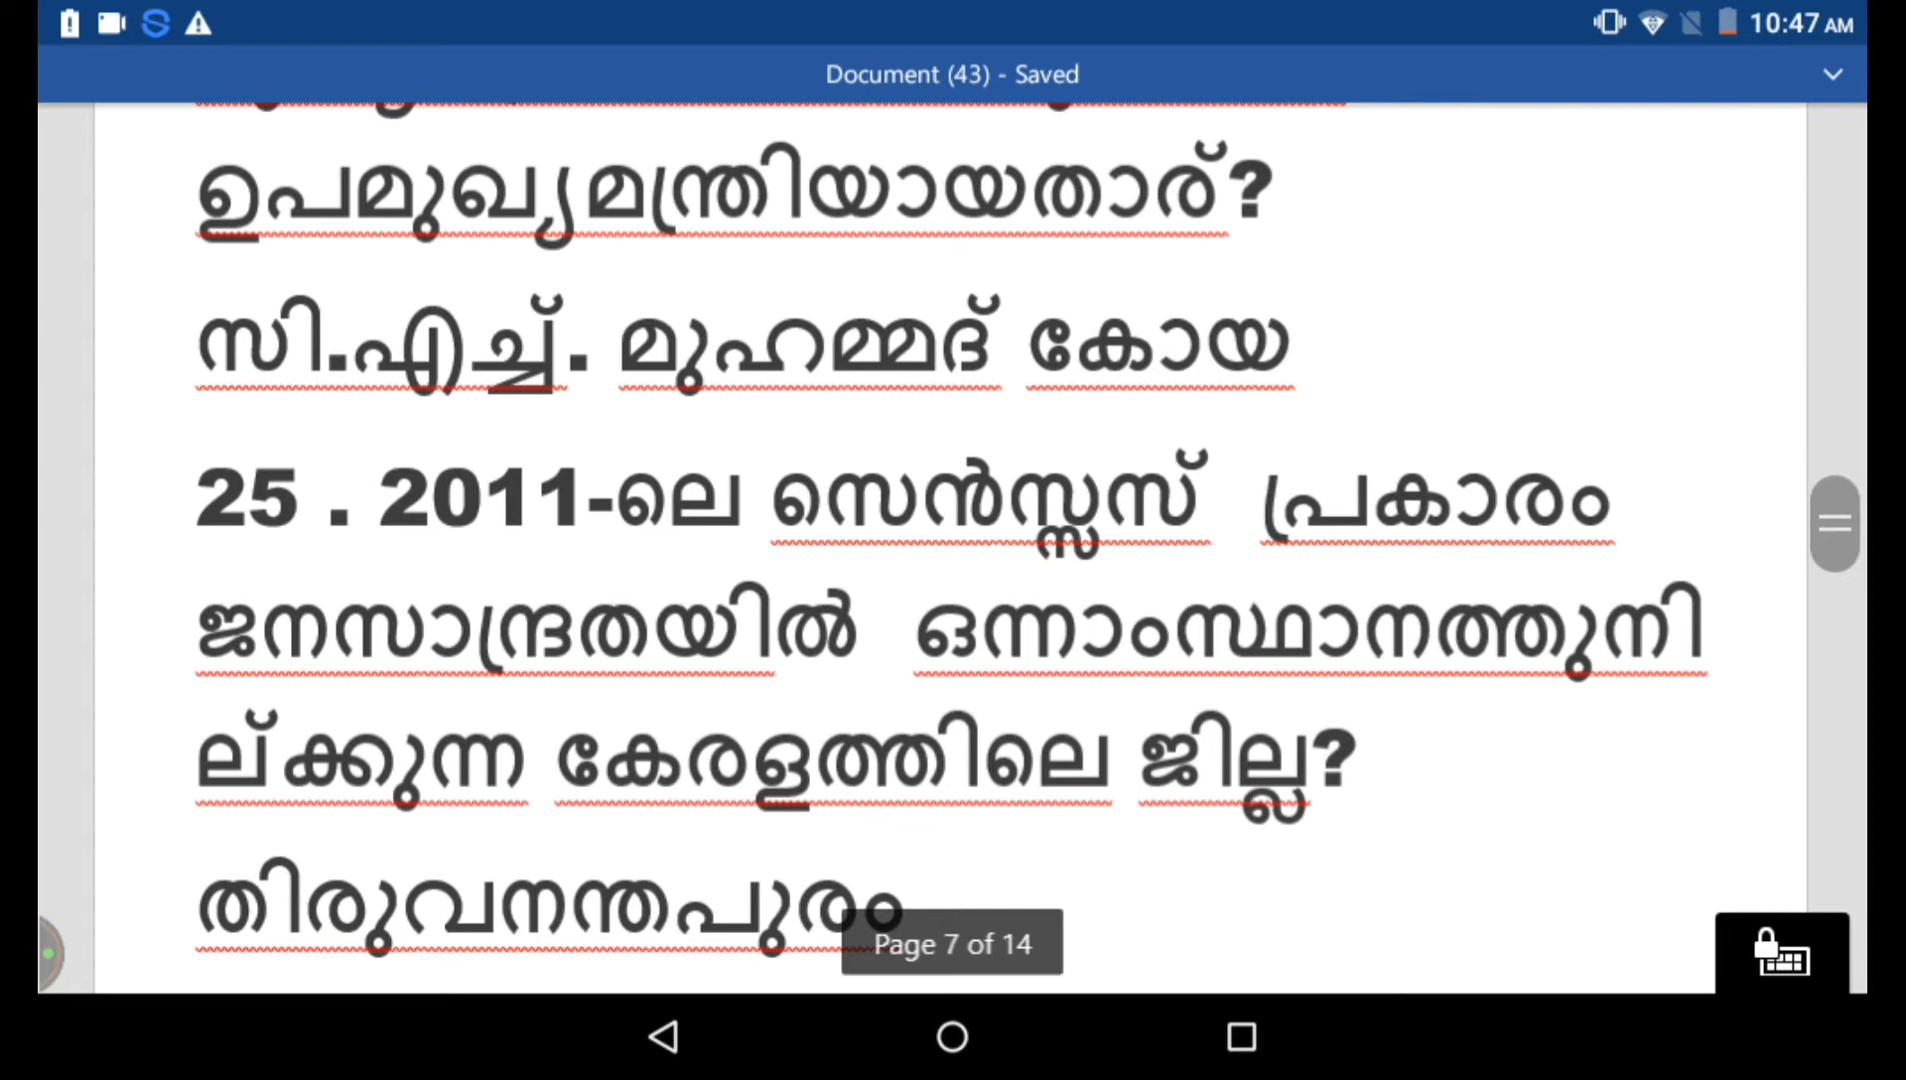 10:47 AM
Document (43) - Saved
ഉപമുഖ്യമന്ത്രിയായതാര്?
സി.എച്ച്. മുഹമ്മദ് കോയ
25 . 2011-ലെ സെൻസ്സസ് പ്രകാരം
ജനസാന്ദ്രതയിൽ ഒന്നാംസ്ഥാനത്തുനി
ല്ക്കുന്ന കേരളത്തിലെ ജില്ല?
തിരുവനന്തപുരം
Page 7 of 14